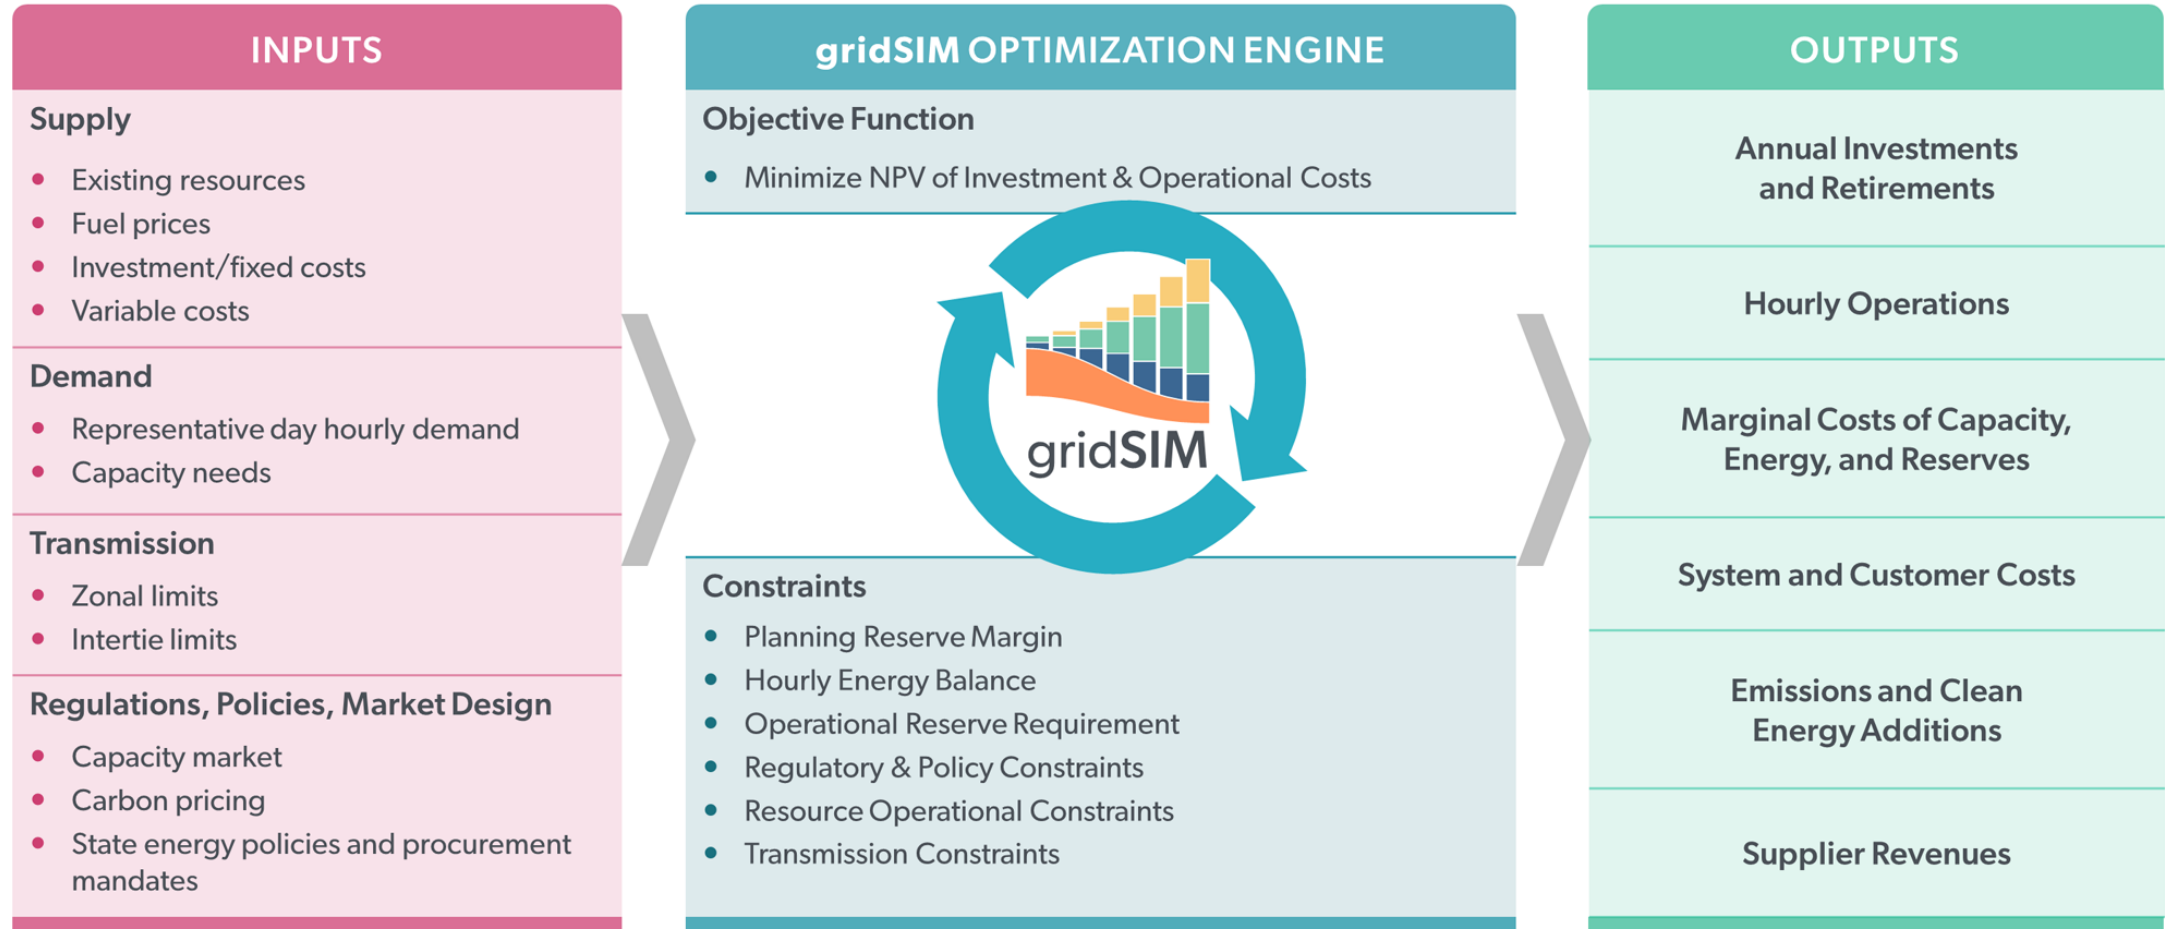 INPUTS
Supply
Existing resources
Fuel prices
Investment/fixed costs
Variable costs
Demand
Representative day hourly demand
Capacity needs
Transmission
Zonal limits
Intertie limits
Regulations, Policies, Market Design
Capacity market
Carbon pricing
State energy policies and procurement
mandates
gridSIM OPTIMIZATION ENGINE
Objective Function
Minimize NPV of Investment & Operational Costs
gridSIM
Constraints
Planning Reserve Margin
Hourly Energy Balance
Operational Reserve Requirement
Regulatory & Policy Constraints
Resource Operational Constraints
Transmission Constraints
OUTPUTS
Annual Investments
and Retirements
Hourly Operations
Marginal Costs of Capacity,
Energy, and Reserves
System and Customer Costs
Emissions and Clean
Energy Additions
Supplier Revenues